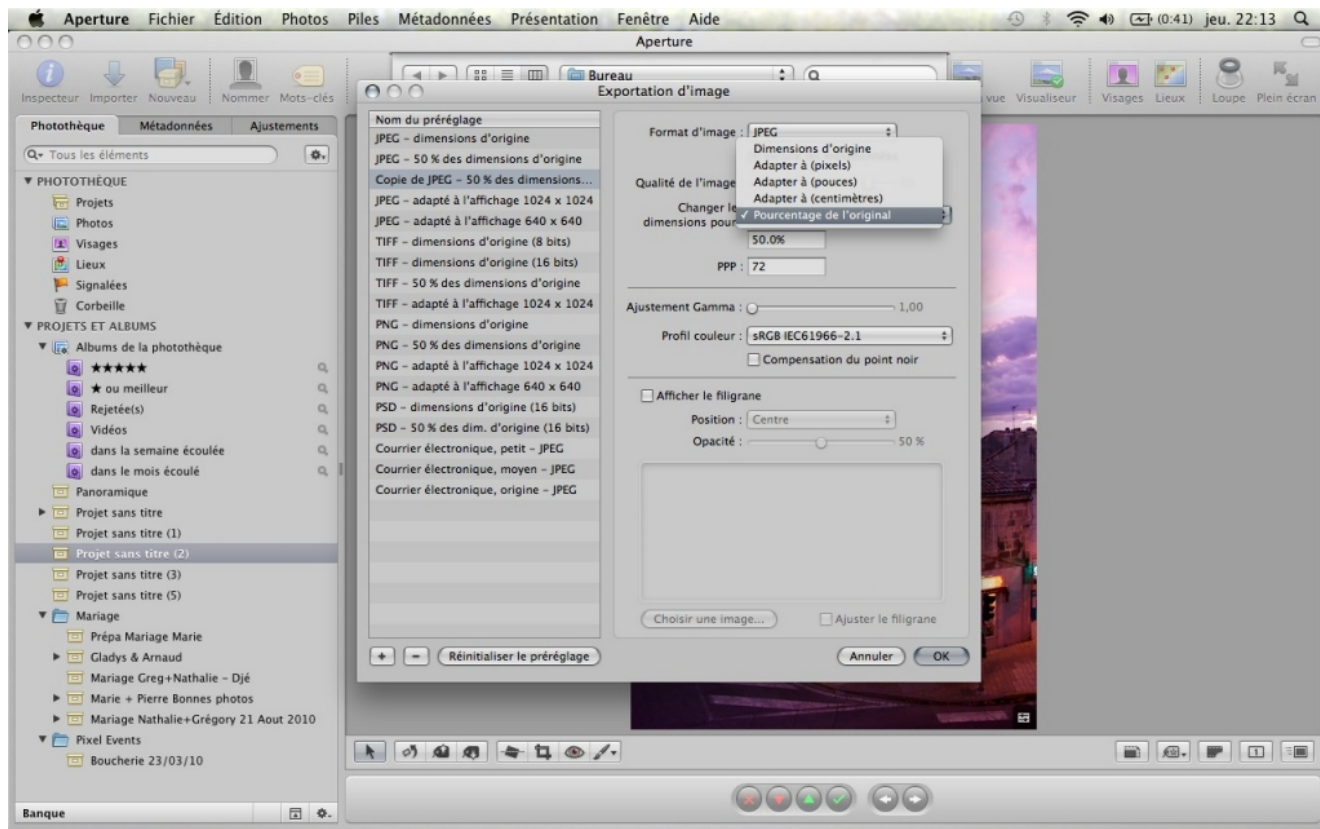 Aperture Fichier Édition Photos Piles Métadonnées Présentation Fenêtre Aide (0:41) jeu. 22:13
Aperture
Inspecteur Importer Nouveau Nommer Mots-clés
Bureau
vue Visualiseur Visages Lieux Loupe Plein écran
Photothèque Métadonnées Ajustements
Tous les éléments
PHOTOTHÈQUE
Projets
Photos
Visages
Lieux
Signalées
Corbeille
PROJETS ET ALBUMS
Albums de la photothèque
★★★★★
★ ou meilleur
Rejetée(s)
Vidéos
dans la semaine écoulée
dans le mois écoulé
Panoramique
Projet sans titre
Projet sans titre (1)
Projet sans titre (2)
Projet sans titre (3)
Projet sans titre (5)
Mariage
Prépa Mariage Marie
Gladys & Arnaud
Mariage Greg+Nathalie – Djé
Marie + Pierre Bonnes photos
Mariage Nathalie+Grégory 21 Aout 2010
Pixel Events
Boucherie 23/03/10
Banque
Exportation d'image
Nom du préréglage
JPEG – dimensions d'origine
JPEG – 50 % des dimensions d'origine
Copie de JPEG – 50 % des dimensions...
JPEG – adapté à l'affichage 1024 x 1024
JPEG – adapté à l'affichage 640 x 640
TIFF – dimensions d'origine (8 bits)
TIFF – dimensions d'origine (16 bits)
TIFF – 50 % des dimensions d'origine
TIFF – adapté à l'affichage 1024 x 1024
PNG – dimensions d'origine
PNG – 50 % des dimensions d'origine
PNG – adapté à l'affichage 1024 x 1024
PNG – adapté à l'affichage 640 x 640
PSD – dimensions d'origine (16 bits)
PSD – 50 % des dim. d'origine (16 bits)
Courrier électronique, petit – JPEG
Courrier électronique, moyen – JPEG
Courrier électronique, origine – JPEG
+ – Réinitialiser le préréglage
Format d'image : JPEG
Dimensions d'origine
Adapter à (pixels)
Qualité de l'image Adapter à (pouces)
Changer le Adapter à (centimètres)
dimensions pour ✓ Pourcentage de l'original
50.0%
PPP : 72
Ajustement Gamma : 1,00
Profil couleur : sRGB IEC61966-2.1
Compensation du point noir
Afficher le filigrane
Position : Centre
Opacité : 50 %
Choisir une image... Ajuster le filigrane
Annuler OK
1